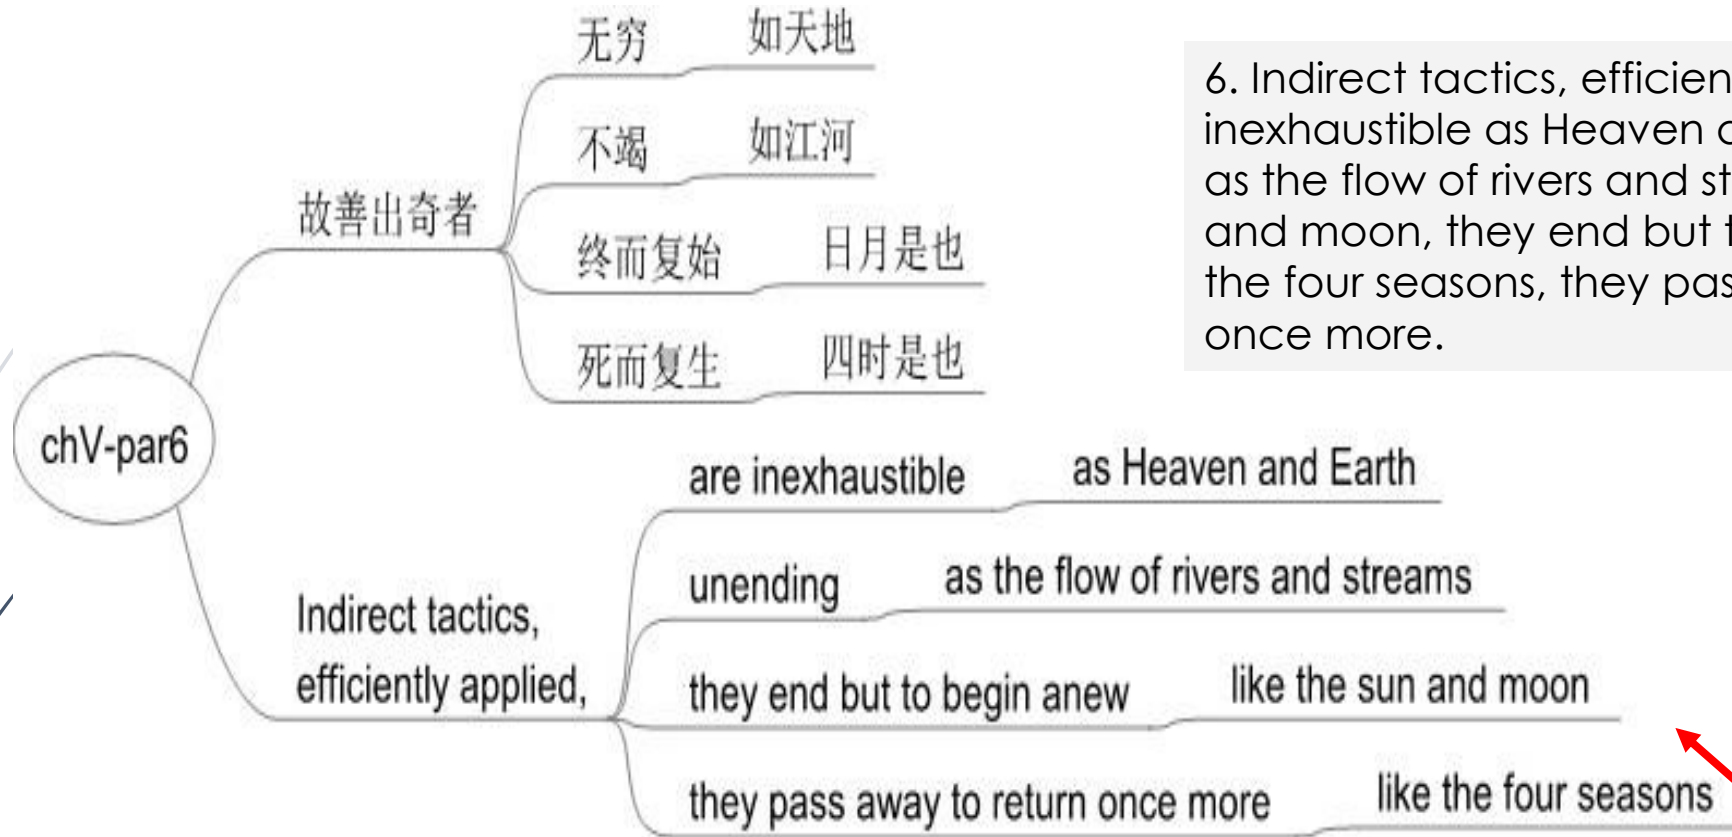 无穷 如天地
不竭 如江河
故善出奇者
终而复始 日月是也
死而复生 四时是也
chV-par6
are inexhaustible as Heaven and Earth
unending as the flow of rivers and streams
Indirect tactics,
efficiently applied,
they end but to begin anew like the sun and moon
they pass away to return once more like the four seasons
6. Indirect tactics,
inexhaustible as Heaven
as the flow of rivers and
and moon, they end but
the four seasons, they
once more.